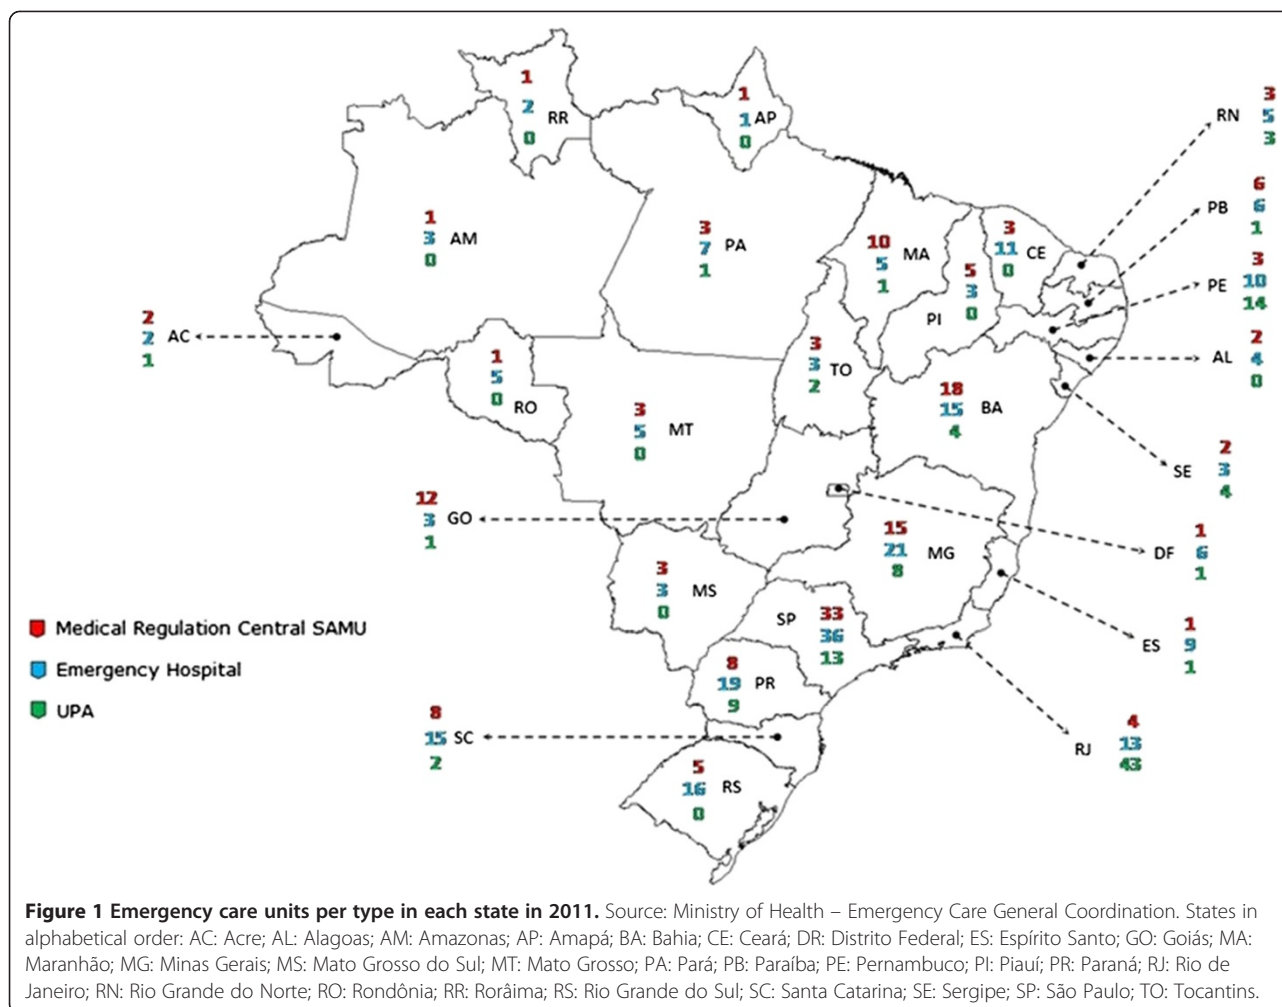 1
2
RR
0
1
1 AP
0
3
RN 5
3
6
PB 6
1
3
PE 10
14
1
3 AM
0
3
7 PA
1
10
5 MA
1
3
11 CE
0
5
3
PI 0
2
AC 2
1
2
AL 4
0
1
5
0 RO
3
3 TO
2
18
15 BA
4
3
5 MT
0
2
SE 3
4
12
3 GO
1
15
21 MG
8
1
DF 6
1
3
3 MS
0
33
SP 36
13
1
ES 9
1
8
19 PR
9
8
15 SC
2
4
RJ 13
43
5
16 RS
0
Medical Regulation Central SAMU
Emergency Hospital
UPA
Figure 1 Emergency care units per type in each state in 2011. Source: Ministry of Health – Emergency Care General Coordination. States in
alphabetical order: AC: Acre; AL: Alagoas; AM: Amazonas; AP: Amapá; BA: Bahia; CE: Ceará; DR: Distrito Federal; ES: Espírito Santo; GO: Goiás; MA:
Maranhão; MG: Minas Gerais; MS: Mato Grosso do Sul; MT: Mato Grosso; PA: Pará; PB: Paraíba; PE: Pernambuco; PI: Piauí; PR: Paraná; RJ: Rio de
Janeiro; RN: Rio Grande do Norte; RO: Rondônia; RR: Rorâima; RS: Rio Grande do Sul; SC: Santa Catarina; SE: Sergipe; SP: São Paulo; TO: Tocantins.